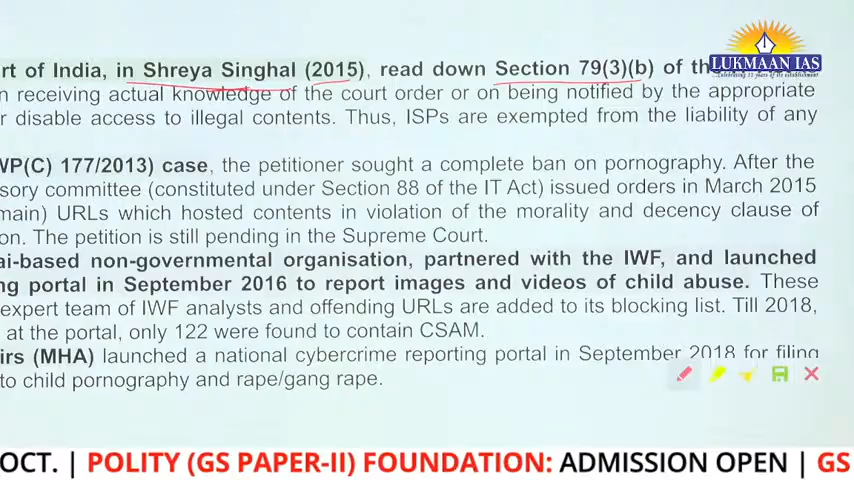 rt of India, in Shreya Singhal (2015), read down Section 79(3)(b) of th
LUKMAAN IAS
n receiving actual knowledge of the court order or on being notified by the appropriate
r disable access to illegal contents. Thus, ISPs are exempted from the liability of any
WP(C) 177/2013) case, the petitioner sought a complete ban on pornography. After the
sory committee (constituted under Section 88 of the IT Act) issued orders in March 2015
main) URLs which hosted contents in violation of the morality and decency clause of
on. The petition is still pending in the Supreme Court.
ai-based non-governmental organisation, partnered with the IWF, and launched
ng portal in September 2016 to report images and videos of child abuse. These
expert team of IWF analysts and offending URLs are added to its blocking list. Till 2018,
at the portal, only 122 were found to contain CSAM.
irs (MHA) launched a national cybercrime reporting portal in September 2018 for filing
to child pornography and rape/gang rape.
OCT. | POLITY (GS PAPER-II) FOUNDATION: ADMISSION OPEN | GS